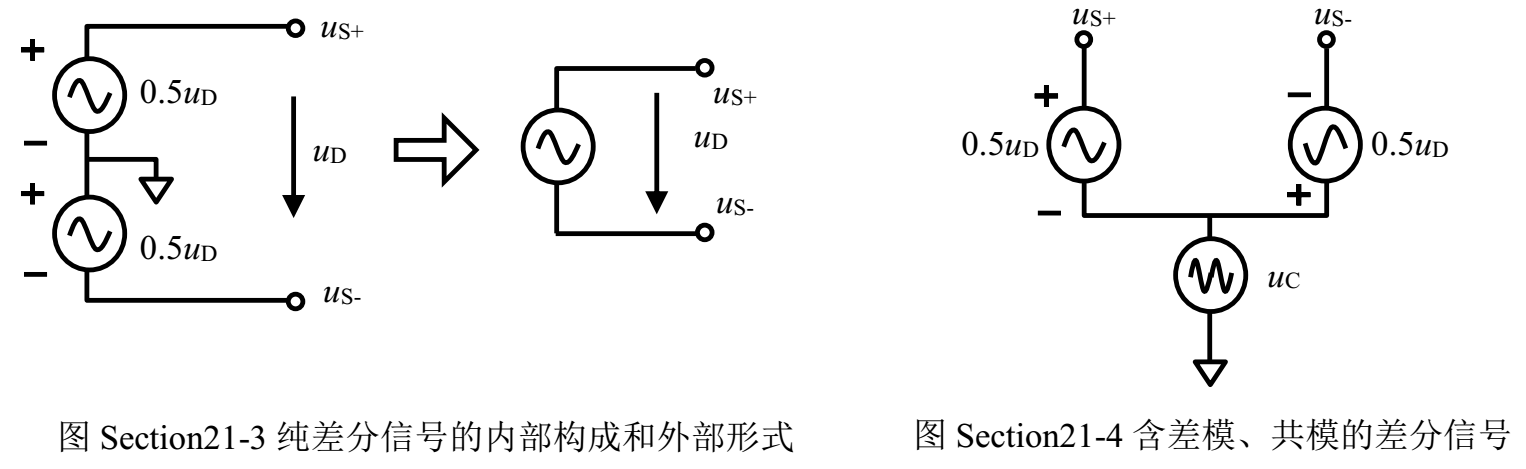 +
0.5uD
−
+
0.5uD
−
uS+
uD
uS-
uS+
uD
uS-
uS+
uS-
+
0.5uD
−
−
0.5uD
+
uC
图 Section21-3 纯差分信号的内部构成和外部形式
图 Section21-4 含差模、共模的差分信号